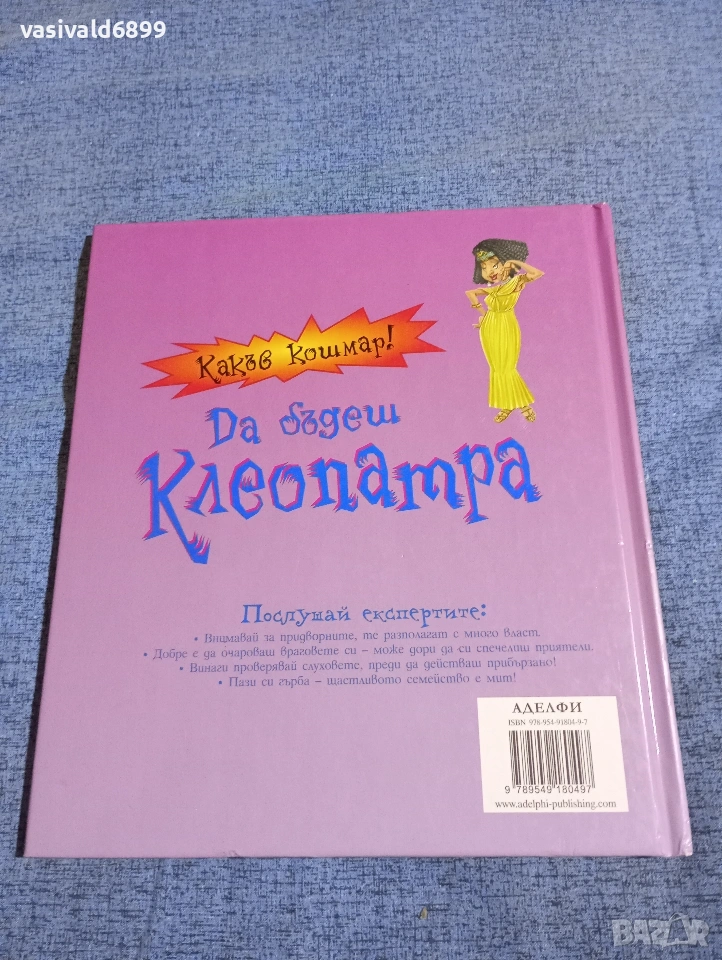 vasivald6899
Какъв кошмар!
Да бъдеш
Клеопатра
Послушай експертите:
• Внимавай за придворните, те разполагат с много власт.
• Добре е да очароваш враговете си – може дори да си спечелиш приятели.
• Винаги проверявай слуховете, преди да действаш прибързано!
• Пази си гърба – щастливото семейство е мит!
АДЕЛФИ
ISBN 978-954-91804-9-7
9 789549 180497
www.adelphi-publishing.com
BAZAR